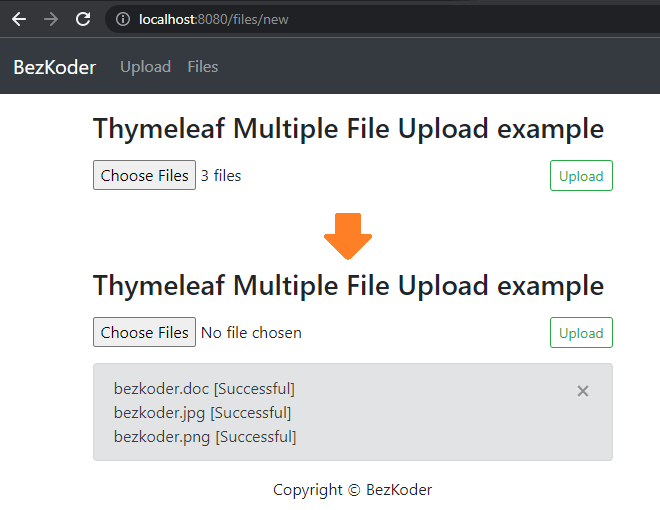 localhost:8080/files/new
BezKoder Upload Files
Thymeleaf Multiple File Upload example
Choose Files 3 files Upload
Thymeleaf Multiple File Upload example
Choose Files No file chosen Upload
bezkoder.doc [Successful] ×
bezkoder.jpg [Successful]
bezkoder.png [Successful]
Copyright © BezKoder